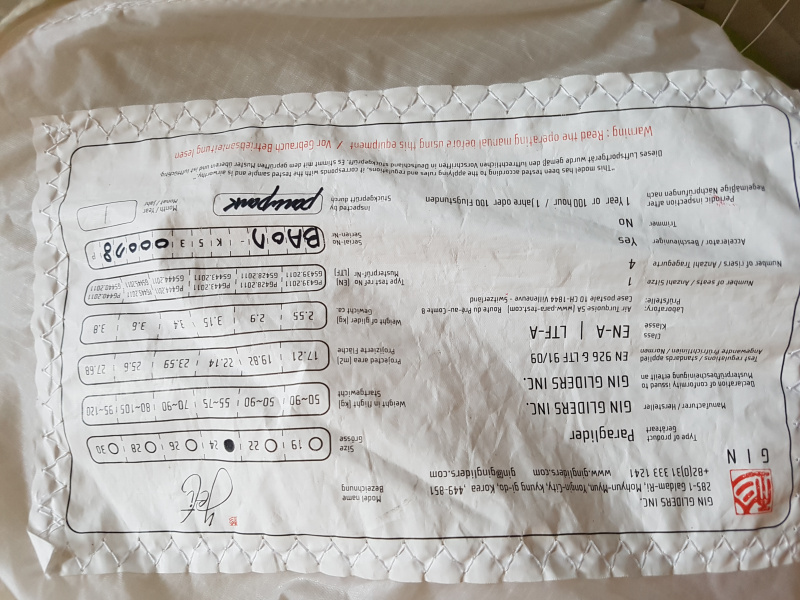 GIN GLIDERS INC.
285-1 Galdam-Ri, Mohyun-Myun, Yongin-City, Kyung gi-do, Korea, 449-851
+82(0)31 333 1241 www.gingliders.com gin@gingliders.com
GIN
Type of product
Geräteart
Paraglider
Manufacturer / Hersteller
GIN GLIDERS INC.
Declaration of conformity issued to
Musterprüfbescheinigung erteilt an
GIN GLIDERS INC.
Test regulations / standards applied
Angewandte Prüfrichtlinien / Normen
EN 926 & LTF 91/09
Class
Klasse
EN-A | LTF-A
Laboratory
Prüfstelle
Air Turquoise SA (www.para-test.com) Route du Pré-au-Comte 8
Case postale 10 CH-1844 Villeneuve - Switzerland
Number of seats / Anzahl Sitze
1
Number of risers / Anzahl Tragegurte
4
Accelerator / Beschleuniger
Yes
Trimmer
No
Periodic inspection after
Regelmäßige Nachprüfungen nach
1 Year or 100 hour / 1 Jahre oder 100 Flugstunden
Model name
Bezeichnung
Yeti
Size
Grösse
19 22 24 26 28 30
Weight in flight [kg]
Startgewicht
50~90 50~90 55~75 70~90 80~105 95~120
Projected area [m2]
Projizierte Fläche
17.21 19.82 22.14 23.59 25.6 27.68
Weight of glider [kg]
Gewicht ca
2.55 2.9 3.15 3.4 3.6 3.8
Type test reg No [EN]
Musterprüf-Nr [LTF]
Serial-No
Serien-Nr
Inspected by
Stückgeprüft durch
Month / Year
Monat / Jahr
"This model has been tested according to the applying rules and regulations, it corresponds with the tested sample and is airworthy."
Dieses Luftsportgerät wurde gemäß den lufttrechtlichen Vorschriften in Deutschland stückgeprüft. Es stimmt mit dem geprüften Muster überein und ist lufttüchtig
Warning : Read the operating manual before using this equipment / Vor Gebrauch Betriebsanleitung lesen